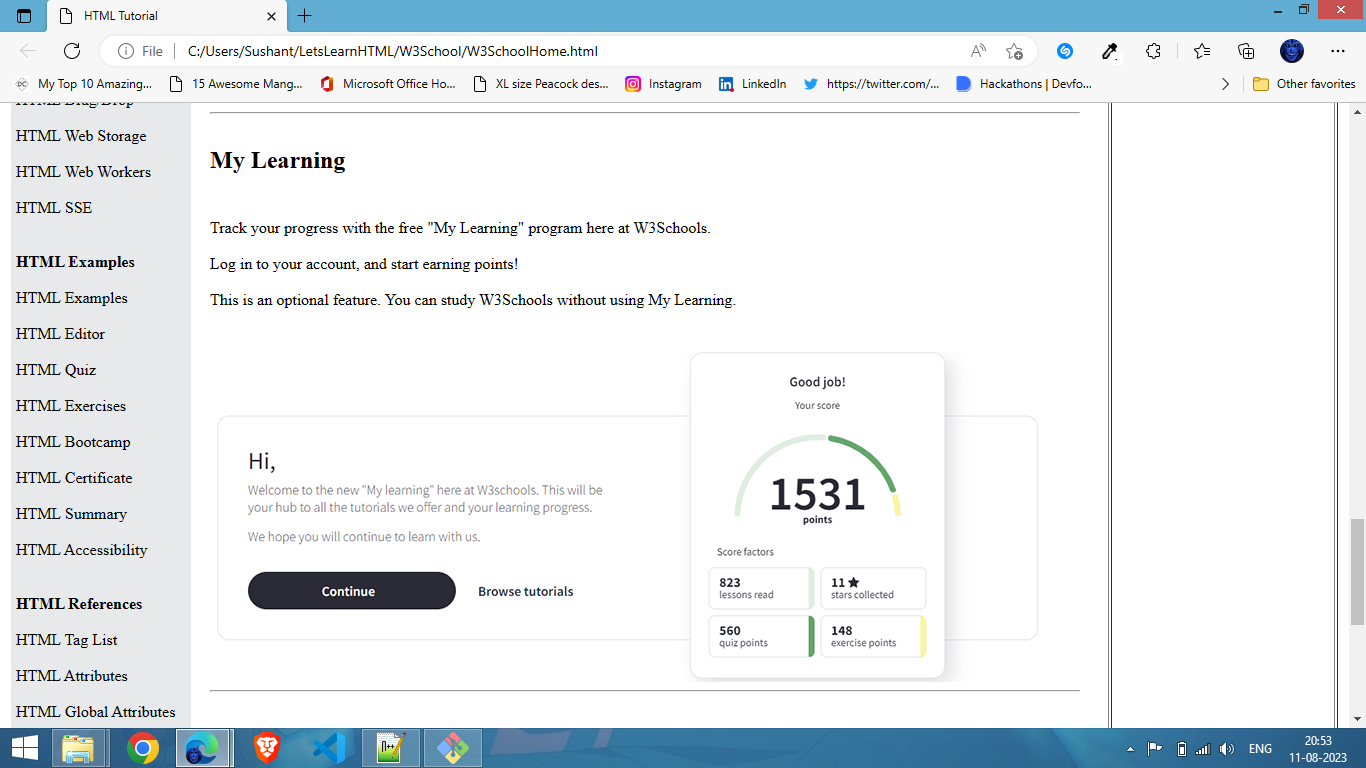 HTML Tutorial
File
C:/Users/Sushant/LetsLearnHTML/W3School/W3SchoolHome.html
My Top 10 Amazing...
15 Awesome Mang...
Microsoft Office Ho...
XL size Peacock des...
Instagram
LinkedIn
https://twitter.com/...
Hackathons | Devfo...
Other favorites
HTML Drag/Drop
HTML Web Storage
HTML Web Workers
HTML SSE
HTML Examples
HTML Examples
HTML Editor
HTML Quiz
HTML Exercises
HTML Bootcamp
HTML Certificate
HTML Summary
HTML Accessibility
HTML References
HTML Tag List
HTML Attributes
HTML Global Attributes
My Learning
Track your progress with the free "My Learning" program here at W3Schools.
Log in to your account, and start earning points!
This is an optional feature. You can study W3Schools without using My Learning.
Hi,
Welcome to the new "My learning" here at W3schools. This will be
your hub to all the tutorials we offer and your learning progress.
We hope you will continue to learn with us.
Continue
Browse tutorials
Good job!
Your score
1531
points
Score factors
823
lessons read
11 ★
stars collected
560
quiz points
148
exercise points
ENG
20:53
11-08-2023